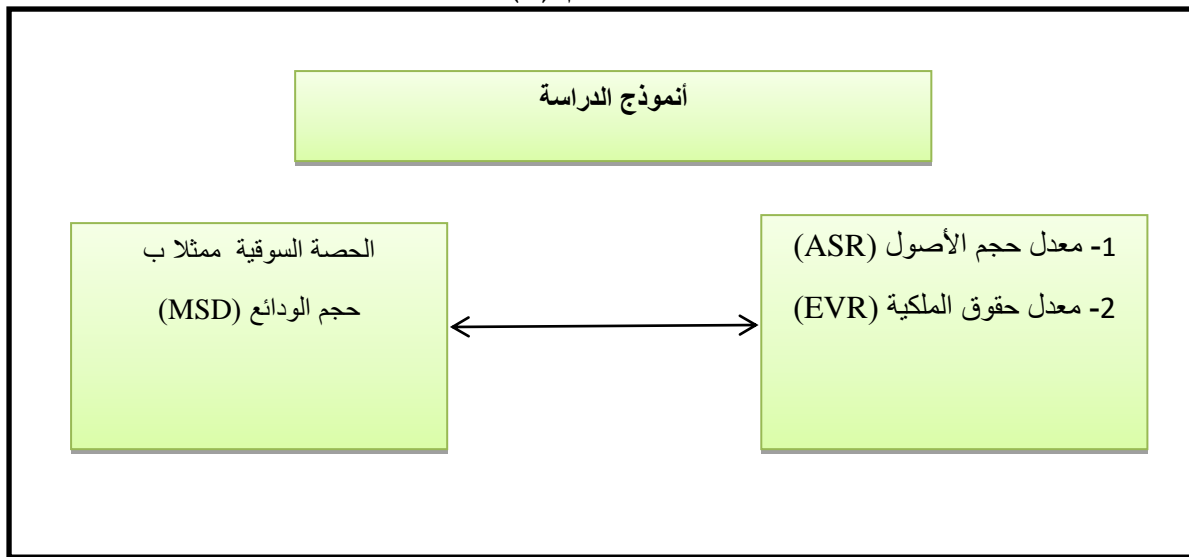 أنموذج الدراسة
1- معدل حجم الأصول (ASR)
2- معدل حقوق الملكية (EVR)
الحصة السوقية ممثلا ب
حجم الودائع (MSD)